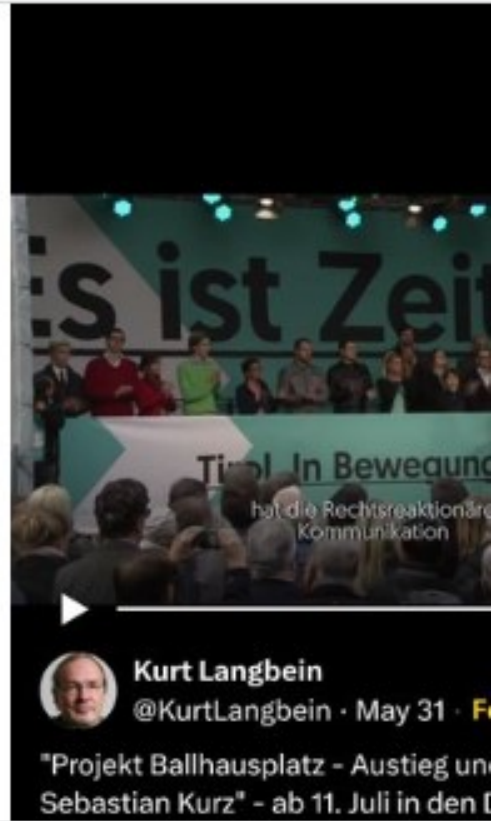 Es ist Zeit
Tirol In Bewegung
hat die Rechtsreaktionäre
Kommunikation
Kurt Langbein
@KurtLangbein · May 31 ·
"Projekt Ballhausplatz - Austieg und
Sebastian Kurz" - ab 11. Juli in den